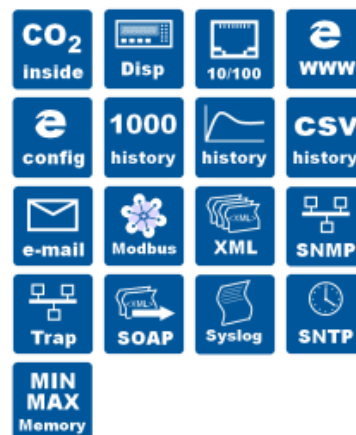 CO2
inside
Disp
10/100
e
WWW
e
config
1000
history
history
CSV
history
e-mail
Modbus
XML
XML
SNMP
Trap
XML
SOAP
Syslog
SNTP
MIN
MAX
Memory